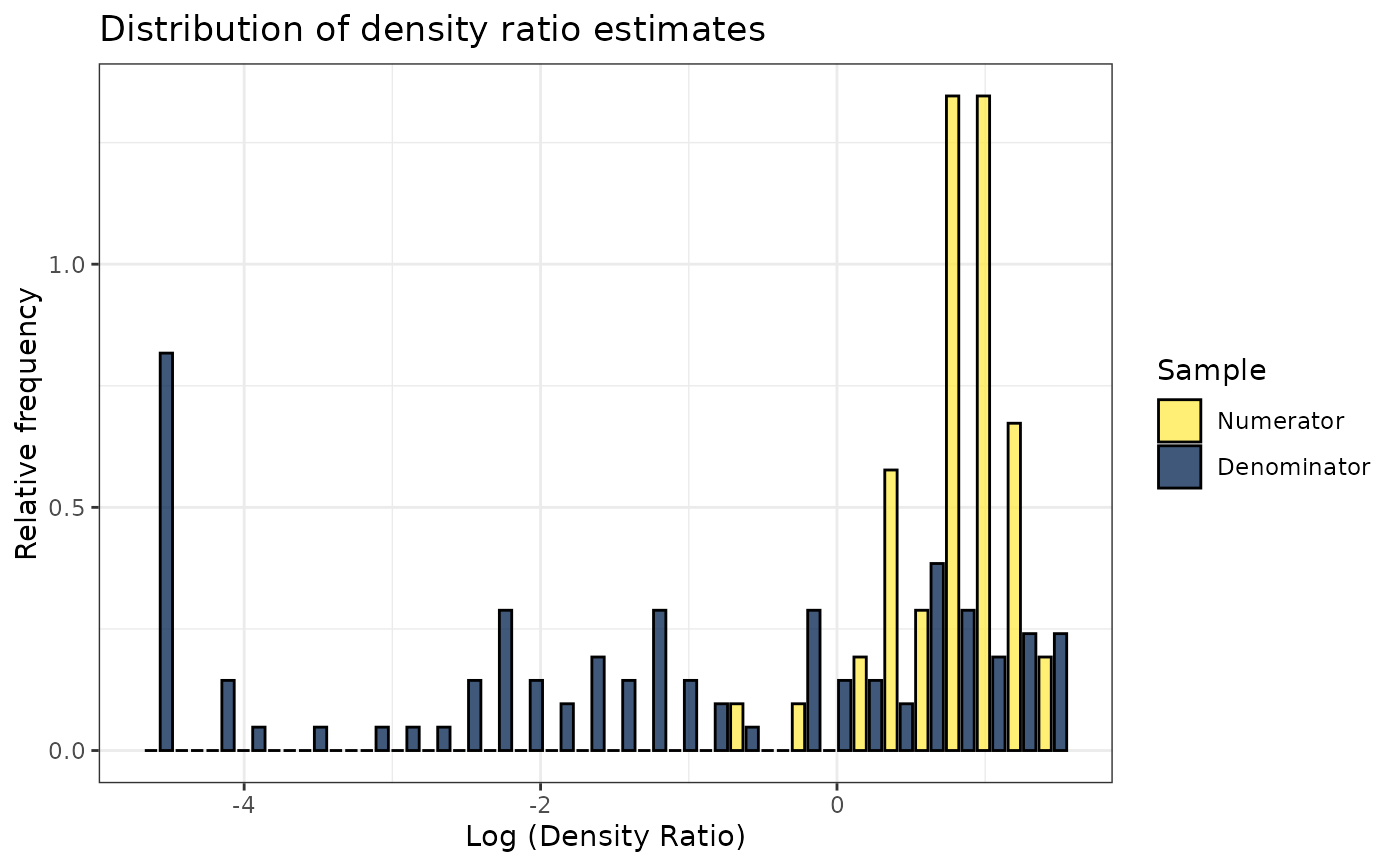 Distribution of density ratio estimates
Relative frequency
1.0
0.5
0.0
-4
-2
0
Log (Density Ratio)
Sample
Numerator
Denominator